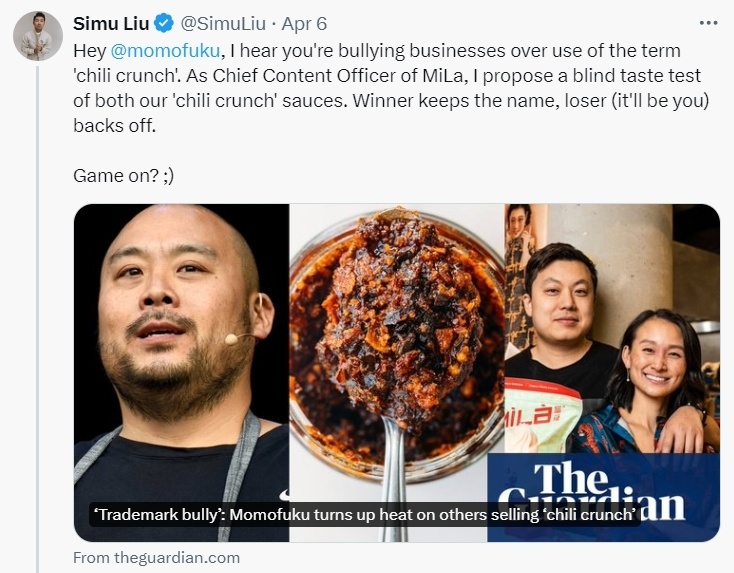 Simu Liu @SimuLiu · Apr 6
Hey @momofuku, I hear you're bullying businesses over use of the term
'chili crunch'. As Chief Content Officer of MiLa, I propose a blind taste test
of both our 'chili crunch' sauces. Winner keeps the name, loser (it'll be you)
backs off.
Game on? ;)
MìLà
The
Guardian
‘Trademark bully’: Momofuku turns up heat on others selling ‘chili crunch’
From theguardian.com